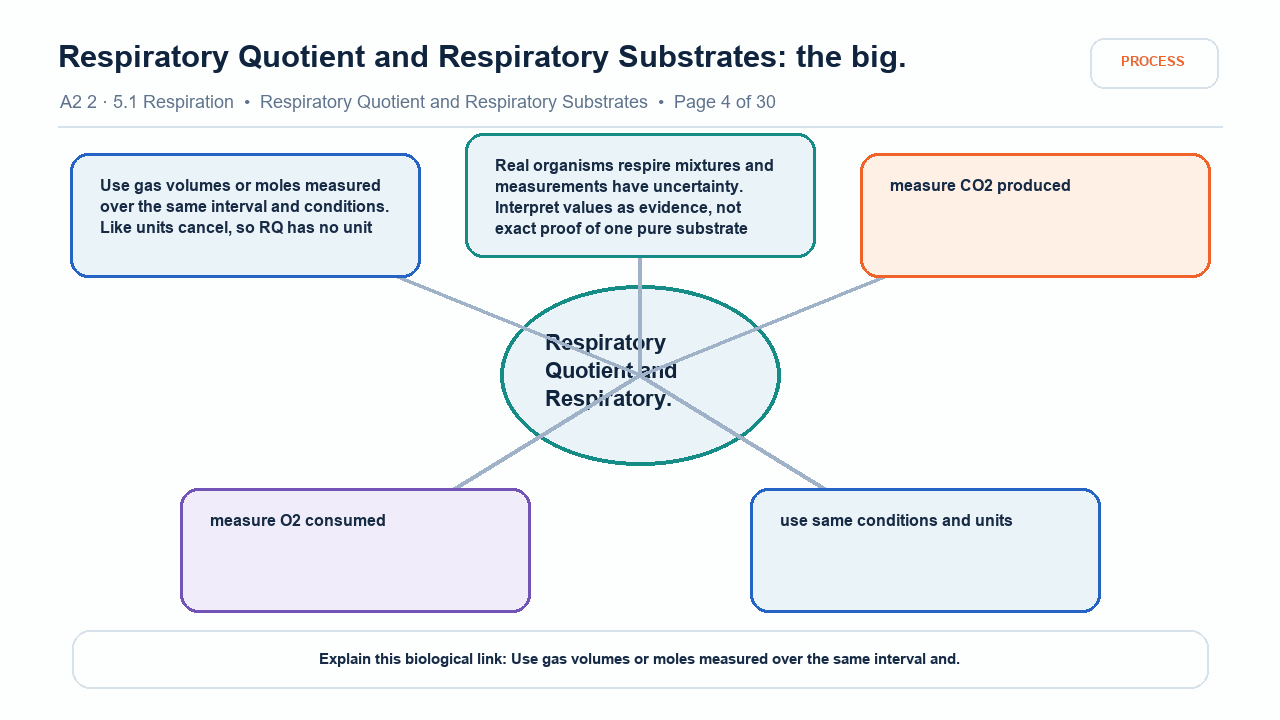 Respiratory Quotient and Respiratory Substrates: the big.
PROCESS
A2 2 · 5.1 Respiration • Respiratory Quotient and Respiratory Substrates • Page 4 of 30
Use gas volumes or moles measured
over the same interval and conditions.
Like units cancel, so RQ has no unit
Real organisms respire mixtures and
measurements have uncertainty.
Interpret values as evidence, not
exact proof of one pure substrate
measure CO2 produced
Respiratory
Quotient and
Respiratory.
measure O2 consumed
use same conditions and units
Explain this biological link: Use gas volumes or moles measured over the same interval and.